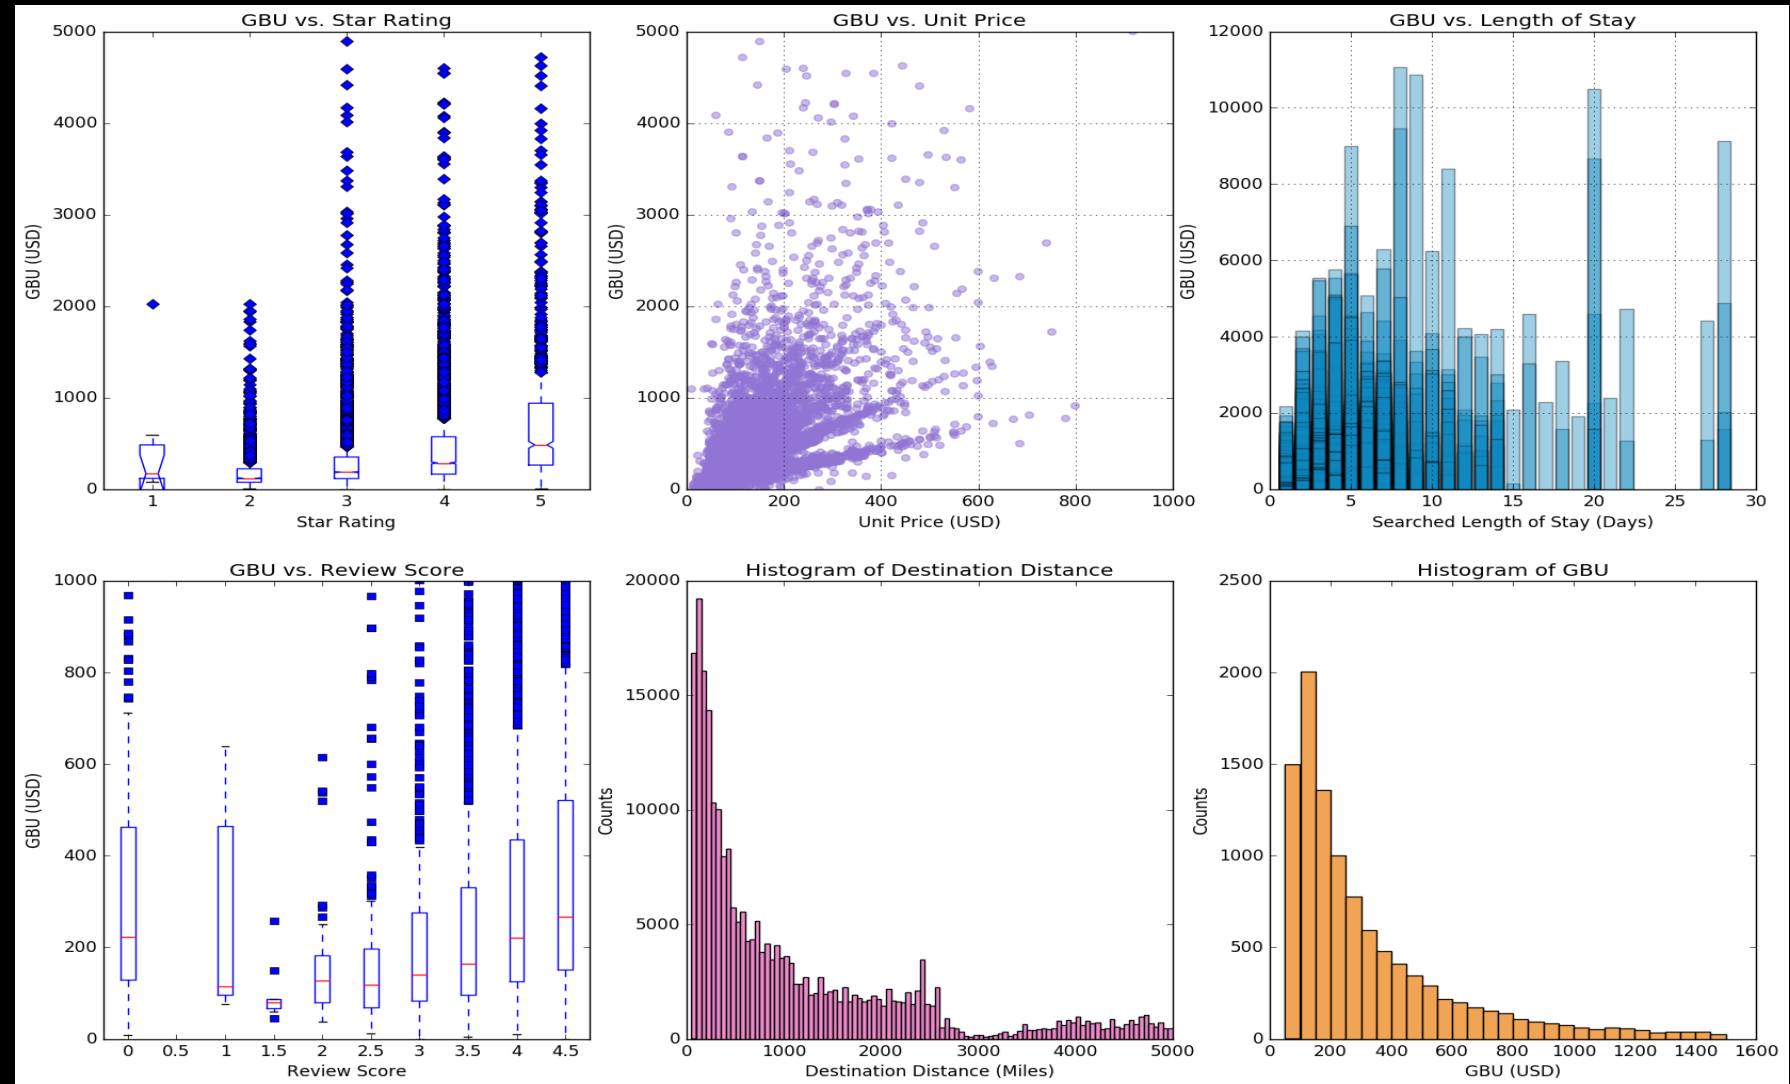 GBU vs. Star Rating
5000
4000
3000
2000
1000
0
GBU (USD)
1 2 3 4 5
Star Rating
GBU vs. Unit Price
5000
4000
3000
2000
1000
0
GBU (USD)
0 200 400 600 800 1000
Unit Price (USD)
GBU vs. Length of Stay
12000
10000
8000
6000
4000
2000
0
GBU (USD)
0 5 10 15 20 25 30
Searched Length of Stay (Days)
GBU vs. Review Score
1000
800
600
400
200
0
GBU (USD)
0 0.5 1 1.5 2 2.5 3 3.5 4 4.5
Review Score
Histogram of Destination Distance
20000
15000
10000
5000
0
Counts
0 1000 2000 3000 4000 5000
Destination Distance (Miles)
Histogram of GBU
2500
2000
1500
1000
500
0
Counts
0 200 400 600 800 1000 1200 1400 1600
GBU (USD)